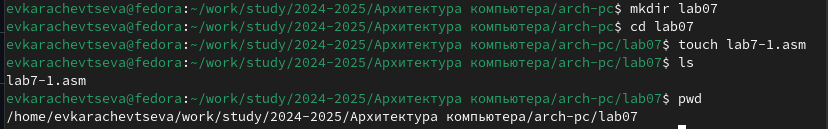 evkarachevtseva@fedora:~/work/study/2024-2025/Архитектура компьютера/arch-pc$ mkdir lab07
evkarachevtseva@fedora:~/work/study/2024-2025/Архитектура компьютера/arch-pc$ cd lab07
evkarachevtseva@fedora:~/work/study/2024-2025/Архитектура компьютера/arch-pc/lab07$ touch lab7-1.asm
evkarachevtseva@fedora:~/work/study/2024-2025/Архитектура компьютера/arch-pc/lab07$ ls
lab7-1.asm
evkarachevtseva@fedora:~/work/study/2024-2025/Архитектура компьютера/arch-pc/lab07$ pwd
/home/evkarachevtseva/work/study/2024-2025/Архитектура компьютера/arch-pc/lab07